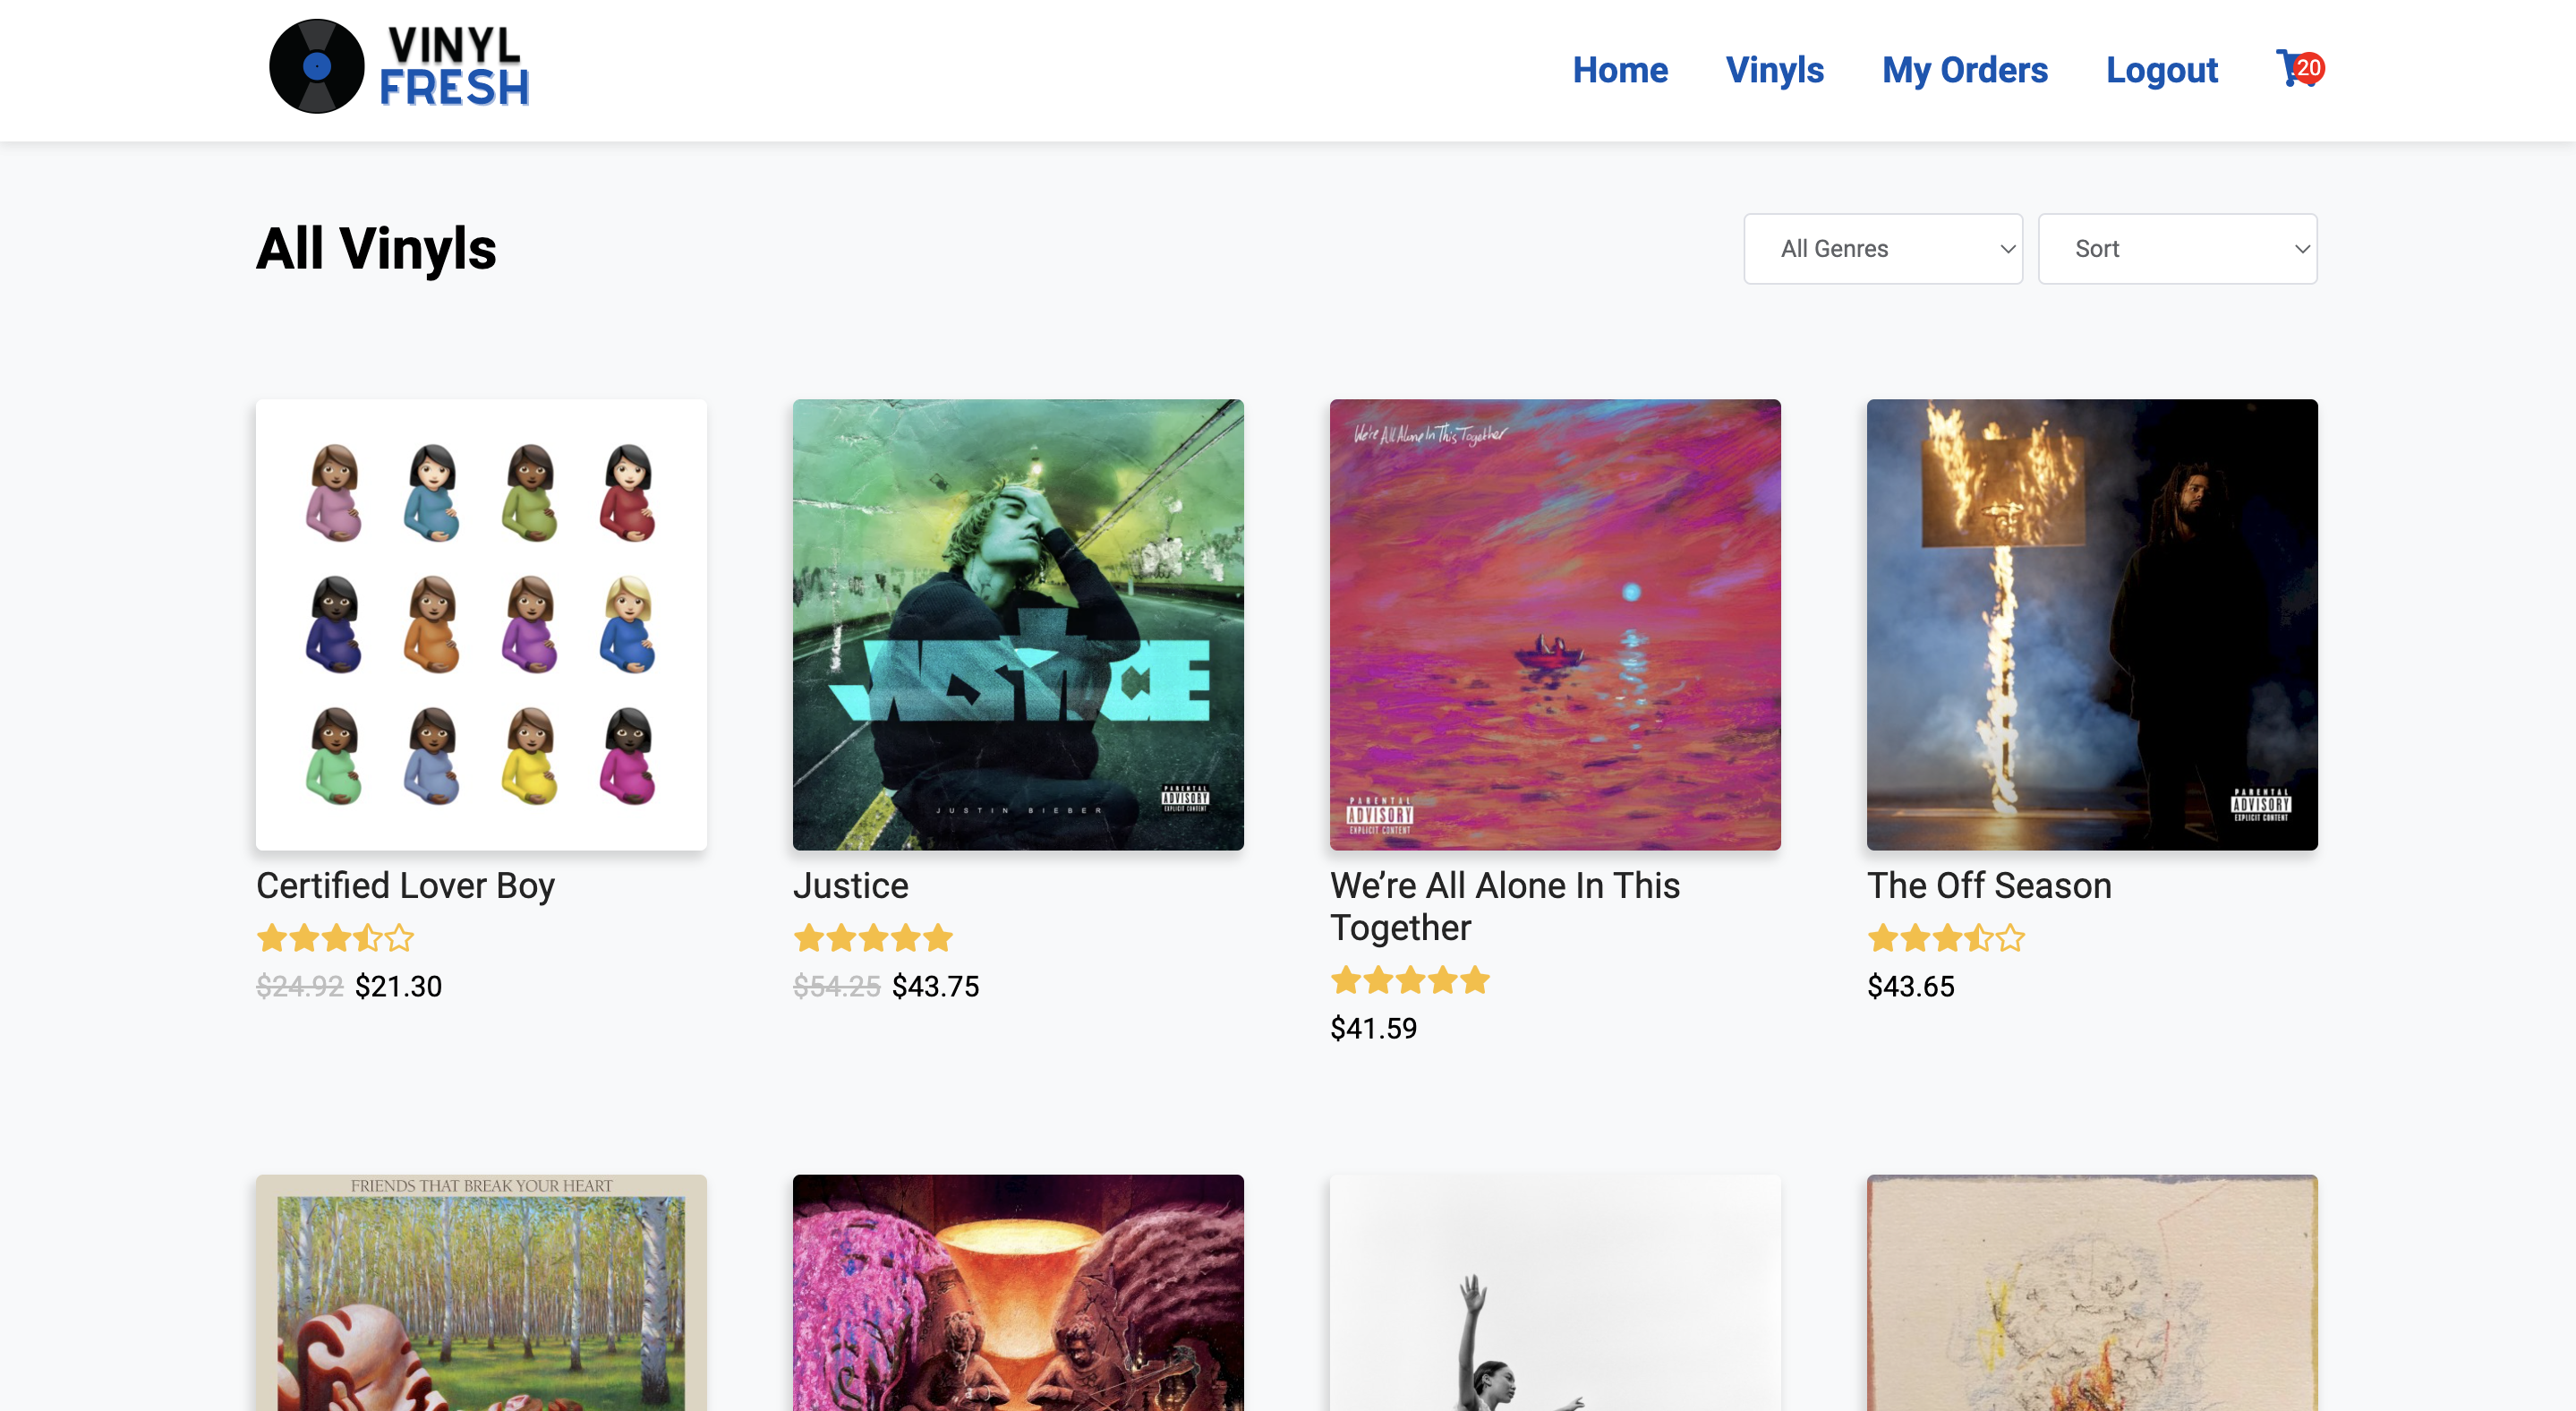 VINYL
FRESH
Home
Vinyls
My Orders
Logout
20
All Vinyls
All Genres
Sort
We're All Alone In This Together
JUSTICE
JUSTIN BIEBER
PARENTAL
ADVISORY
EXPLICIT CONTENT
PARENTAL
ADVISORY
EXPLICIT CONTENT
PARENTAL
ADVISORY
EXPLICIT CONTENT
Certified Lover Boy
$24.92 $21.30
Justice
$54.25 $43.75
We’re All Alone In This
Together
$41.59
The Off Season
$43.65
FRIENDS THAT BREAK YOUR HEART